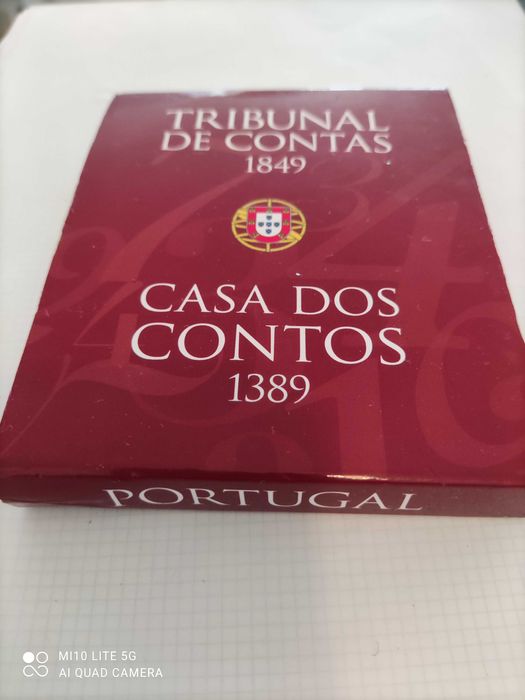 TRIBUNAL
DE CONTAS
1849
CASA DOS
CONTOS
1389
PORTUGAL
MI10 LITE 5G
AI QUAD CAMERA